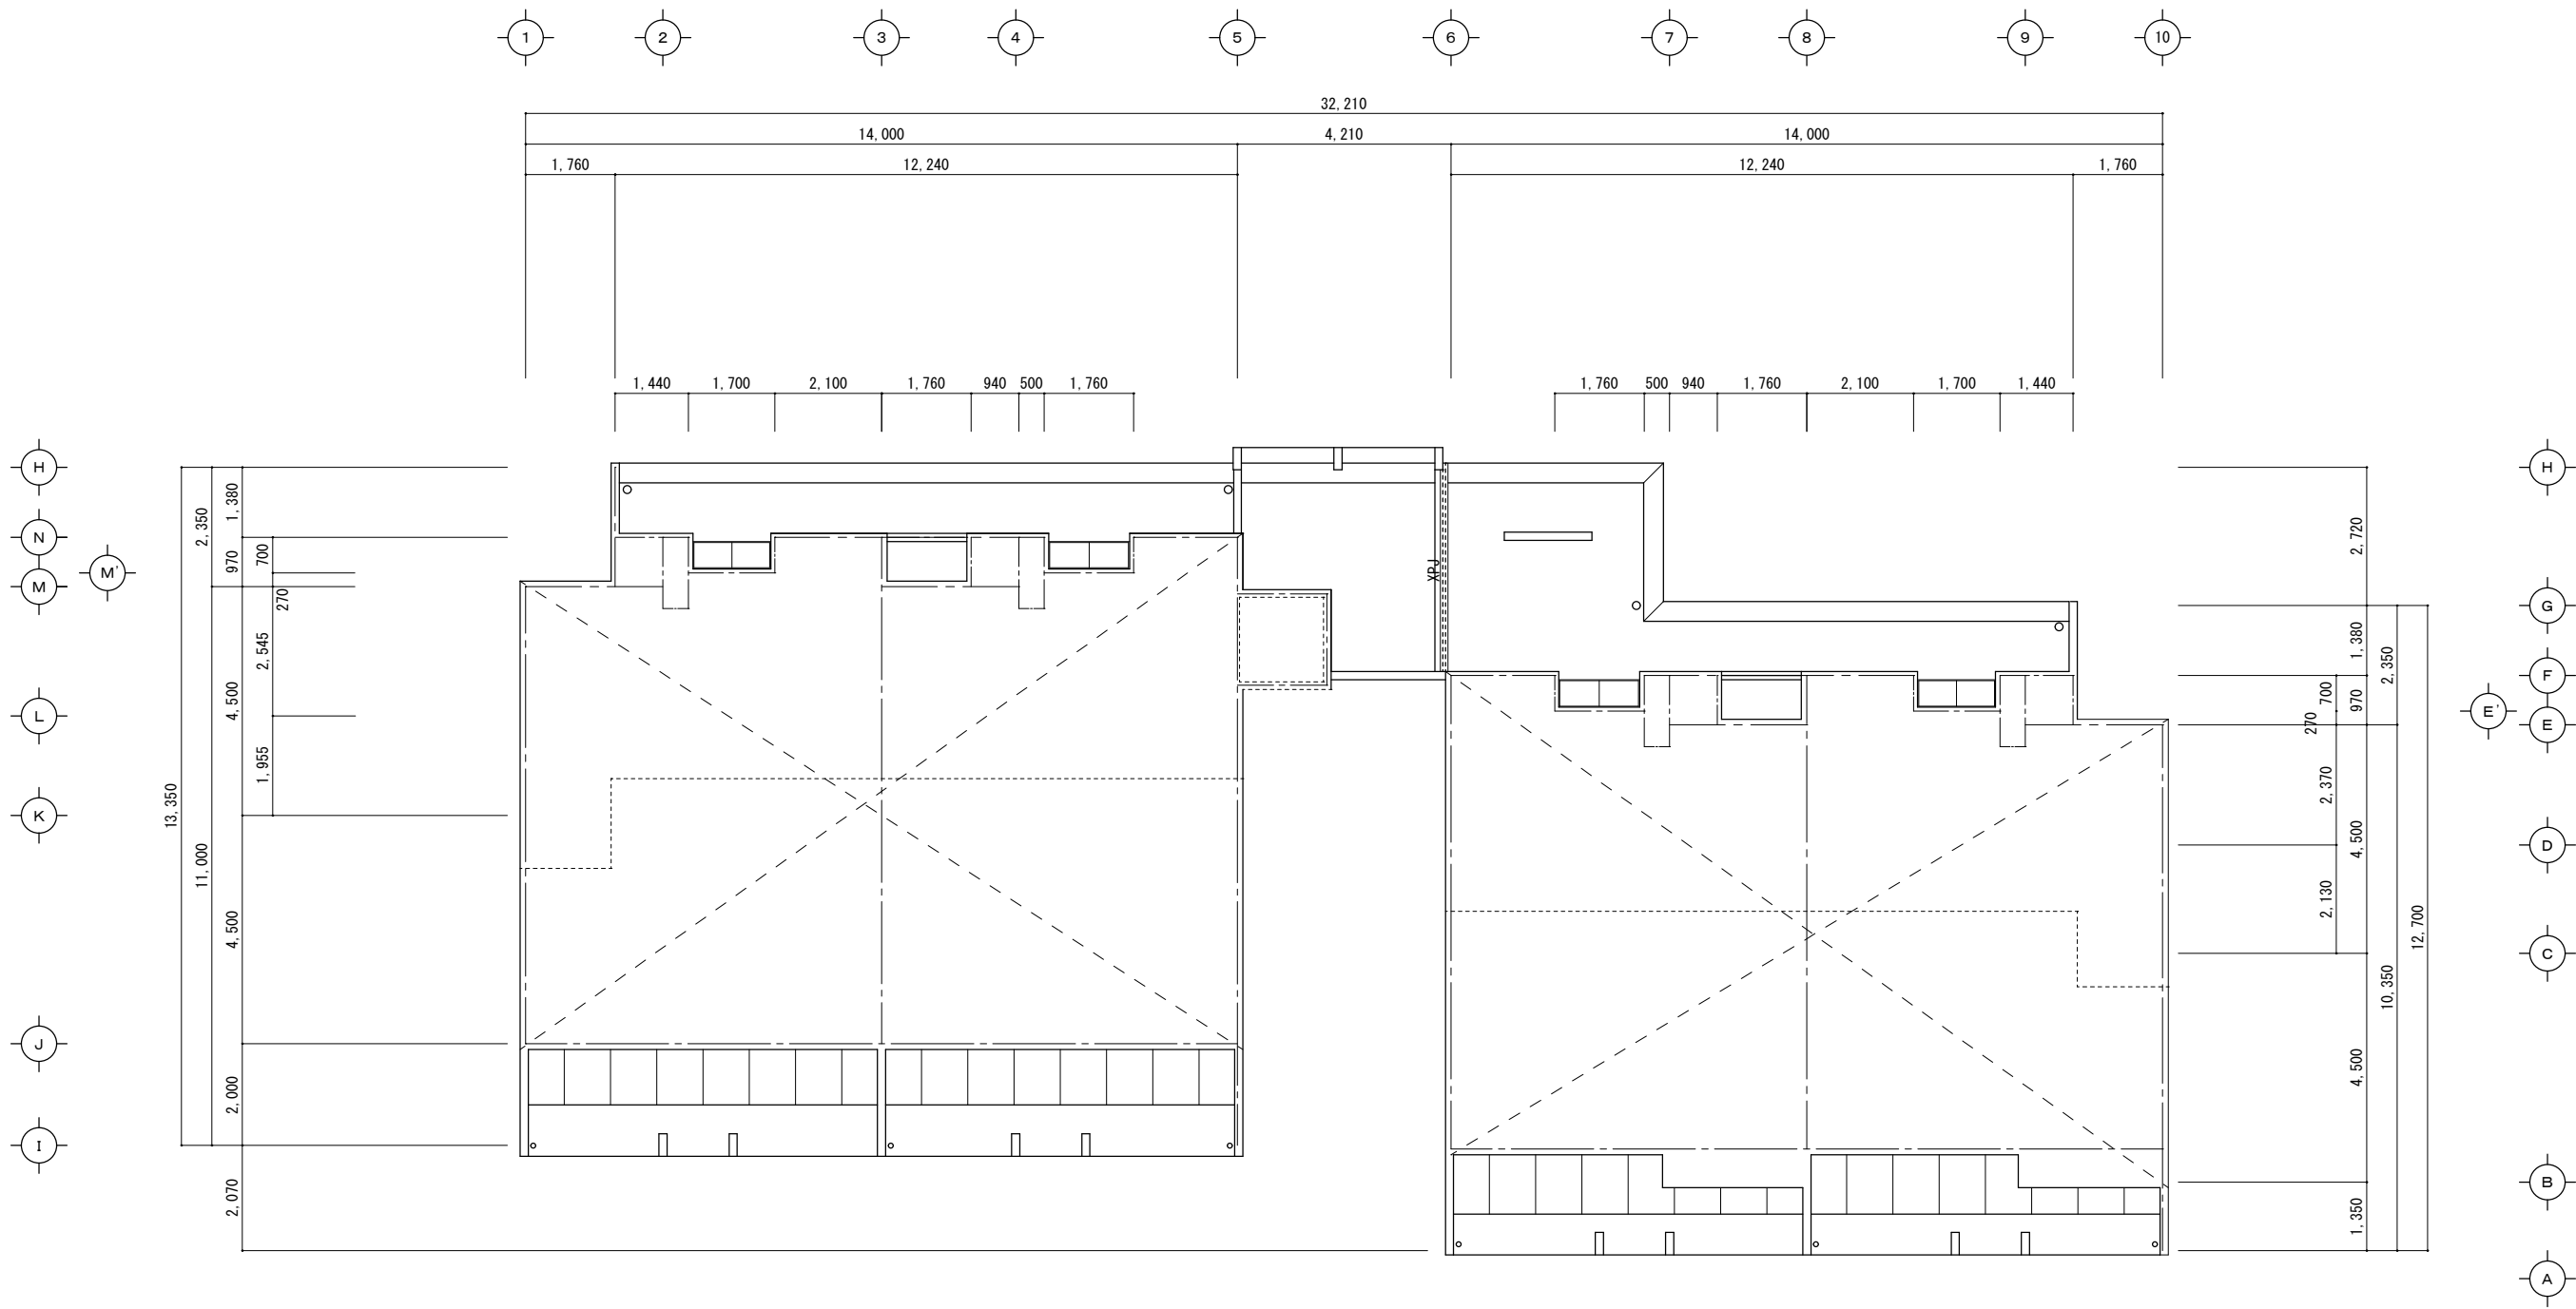 1 2 3 4 5 6 7 8 9 10
32,210
14,000 4,210 14,000
1,760 12,240 12,240 1,760
1,440 1,700 2,100 1,760 940 500 1,760
1,760 500 940 1,760 2,100 1,700 1,440
H
N
M
M'
L
K
J
I
13,350
2,350
11,000
1,380
970
4,500
4,500
2,000
2,070
700
270
2,545
1,955
XPJ
2,720
1,380
970
4,500
4,500
1,350
700
270
2,370
2,130
2,350
10,350
12,700
H
G
F
E'
E
D
C
B
A